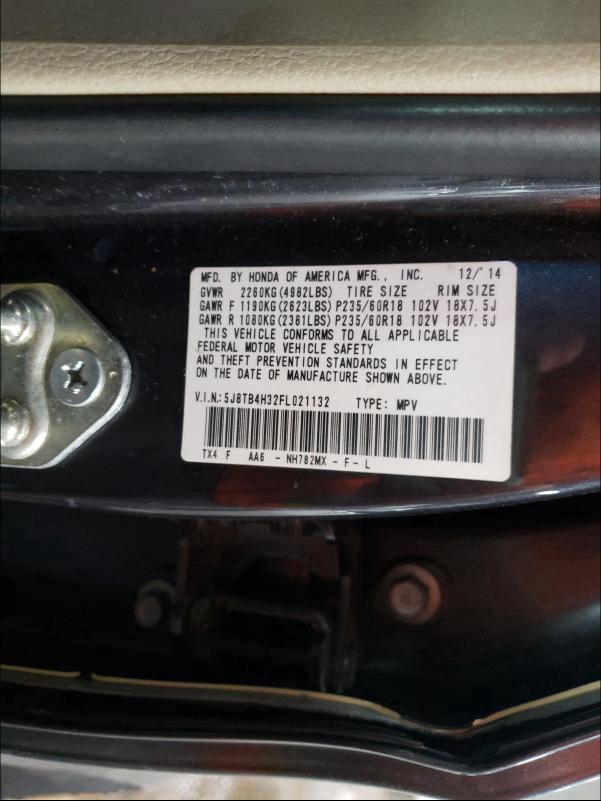 MFD. BY HONDA OF AMERICA MFG., INC. 12/'14
GVWR 2260KG(4982LBS) TIRE SIZE RIM SIZE
GAWR F 1190KG(2623LBS) P235/60R18 102V 18X7.5J
GAWR R 1080KG(2381LBS) P235/60R18 102V 18X7.5J
THIS VEHICLE CONFORMS TO ALL APPLICABLE
FEDERAL MOTOR VEHICLE SAFETY
AND THEFT PREVENTION STANDARDS IN EFFECT
ON THE DATE OF MANUFACTURE SHOWN ABOVE.
V.I.N.: 5J8TB4H32FL021132 TYPE: MPV
TX4 F AA6 - NH782MX - F - L